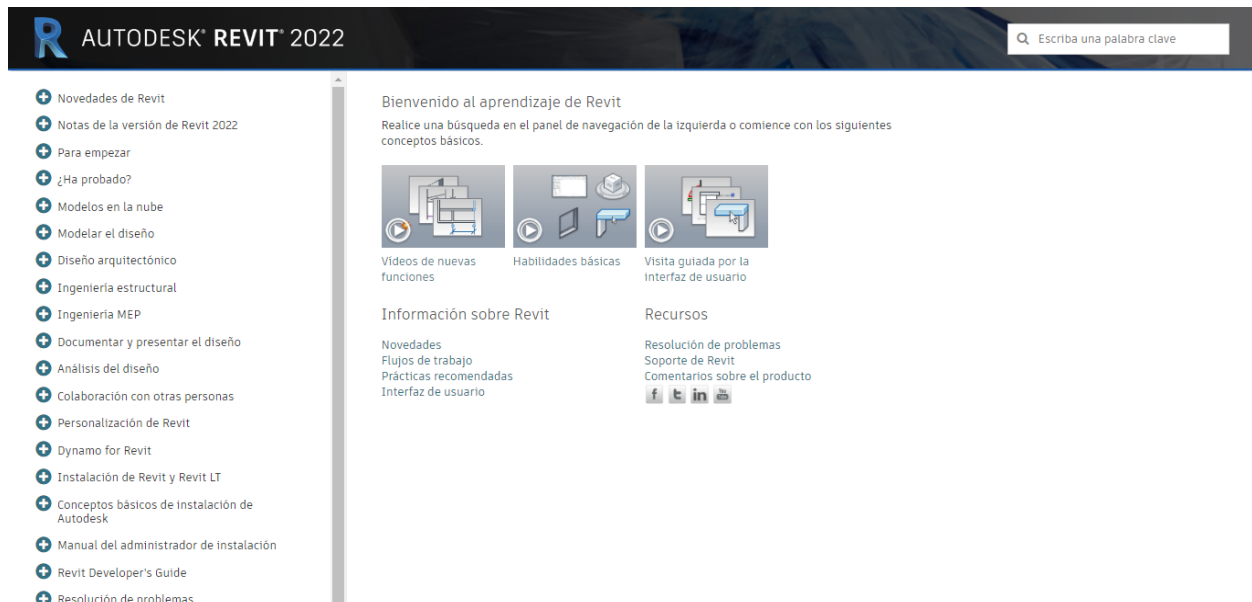 AUTODESK® REVIT® 2022
Escriba una palabra clave
Novedades de Revit
Notas de la versión de Revit 2022
Para empezar
¿Ha probado?
Modelos en la nube
Modelar el diseño
Diseño arquitectónico
Ingeniería estructural
Ingeniería MEP
Documentar y presentar el diseño
Análisis del diseño
Colaboración con otras personas
Personalización de Revit
Dynamo for Revit
Instalación de Revit y Revit LT
Conceptos básicos de instalación de
Autodesk
Manual del administrador de instalación
Revit Developer's Guide
Resolución de problemas
Bienvenido al aprendizaje de Revit
Realice una búsqueda en el panel de navegación de la izquierda o comience con los siguientes
conceptos básicos.
Vídeos de nuevas
funciones
Habilidades básicas
Visita guiada por la
interfaz de usuario
Información sobre Revit
Novedades
Flujos de trabajo
Prácticas recomendadas
Interfaz de usuario
Recursos
Resolución de problemas
Soporte de Revit
Comentarios sobre el producto